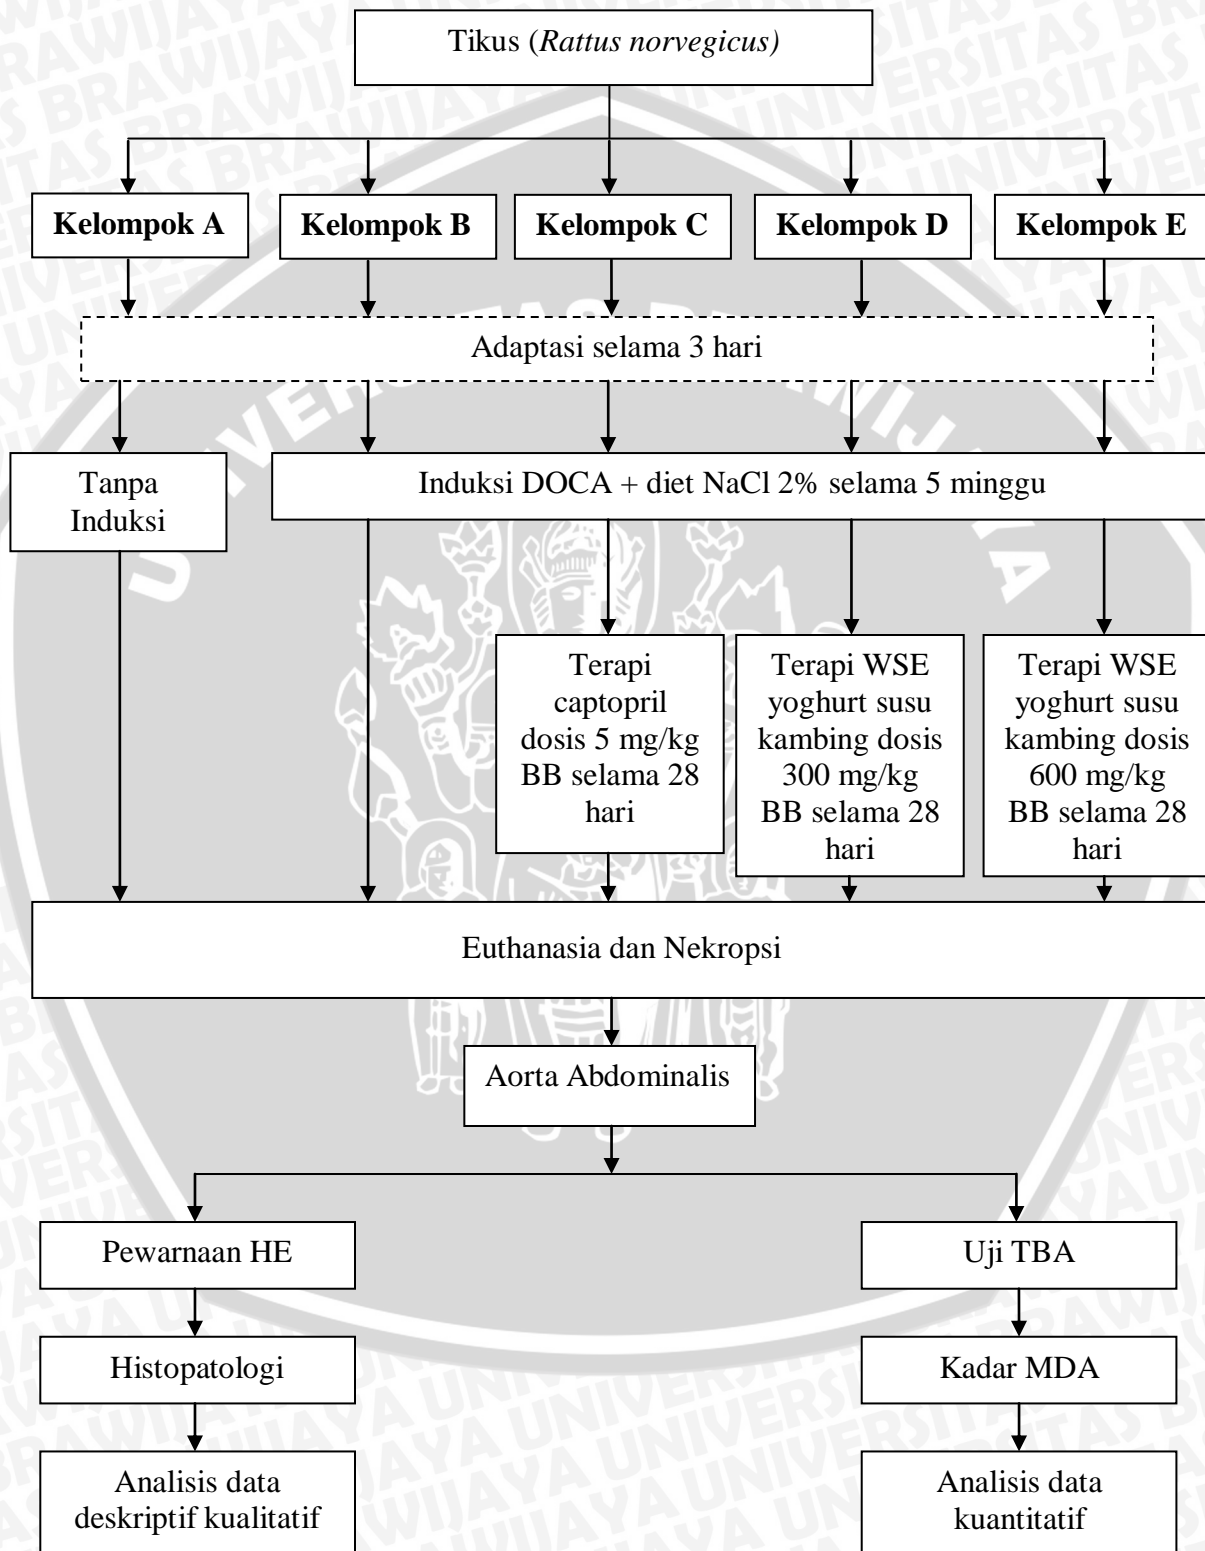 Tikus (Rattus norvegicus)
Kelompok A
Kelompok B
Kelompok C
Kelompok D
Kelompok E
Adaptasi selama 3 hari
Tanpa
Induksi
Induksi DOCA + diet NaCl 2% selama 5 minggu
Terapi
captopril
dosis 5 mg/kg
BB selama 28
hari
Terapi WSE
yoghurt susu
kambing dosis
300 mg/kg
BB selama 28
hari
Terapi WSE
yoghurt susu
kambing dosis
600 mg/kg
BB selama 28
hari
Euthanasia dan Nekropsi
Aorta Abdominalis
Pewarnaan HE
Uji TBA
Histopatologi
Kadar MDA
Analisis data
deskriptif kualitatif
Analisis data
kuantitatif